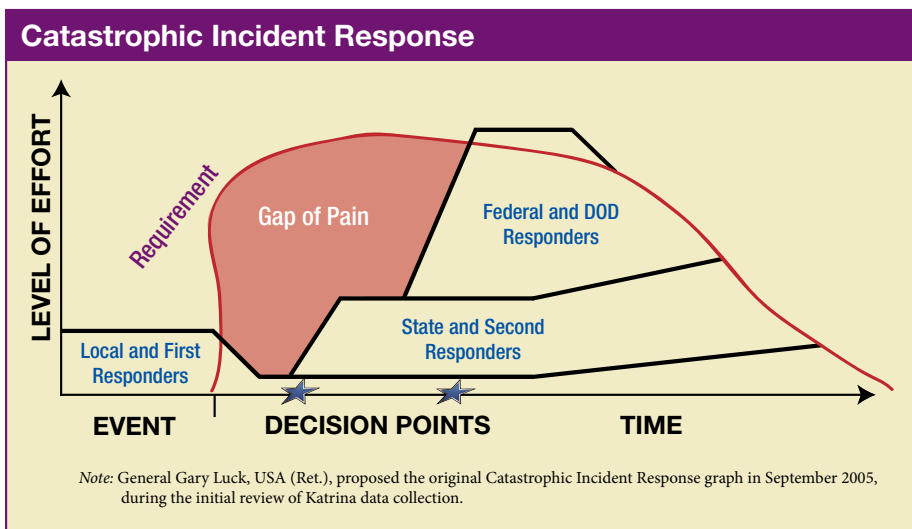 Catastrophic Incident Response
LEVEL OF EFFORT
Requirement
Gap of Pain
Federal and DOD
Responders
State and Second
Responders
Local and First
Responders
EVENT
DECISION POINTS
TIME
Note: General Gary Luck, USA (Ret.), proposed the original Catastrophic Incident Response graph in September 2005,
during the initial review of Katrina data collection.